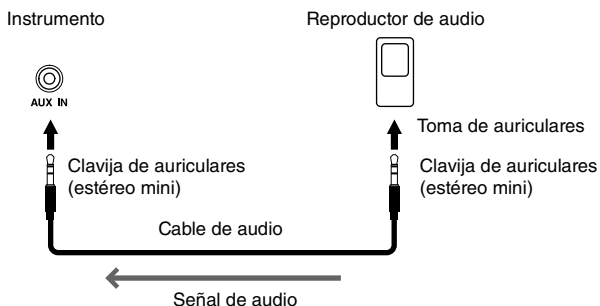 Instrumento
Reproductor de audio
AUX IN
Toma de auriculares
Clavija de auriculares
(estéreo mini)
Clavija de auriculares
(estéreo mini)
Cable de audio
Señal de audio